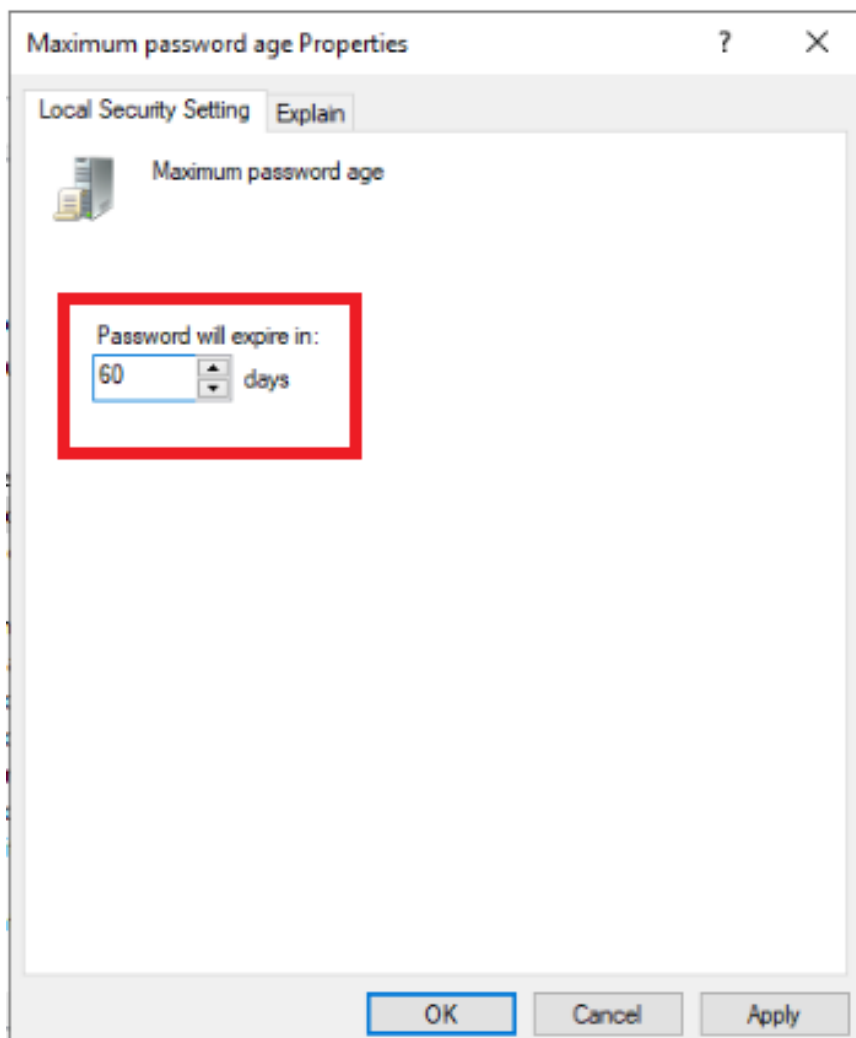 Maximum password age Properties ? ×
Local Security Setting Explain
Maximum password age
Password will expire in:
60 days
OK Cancel Apply